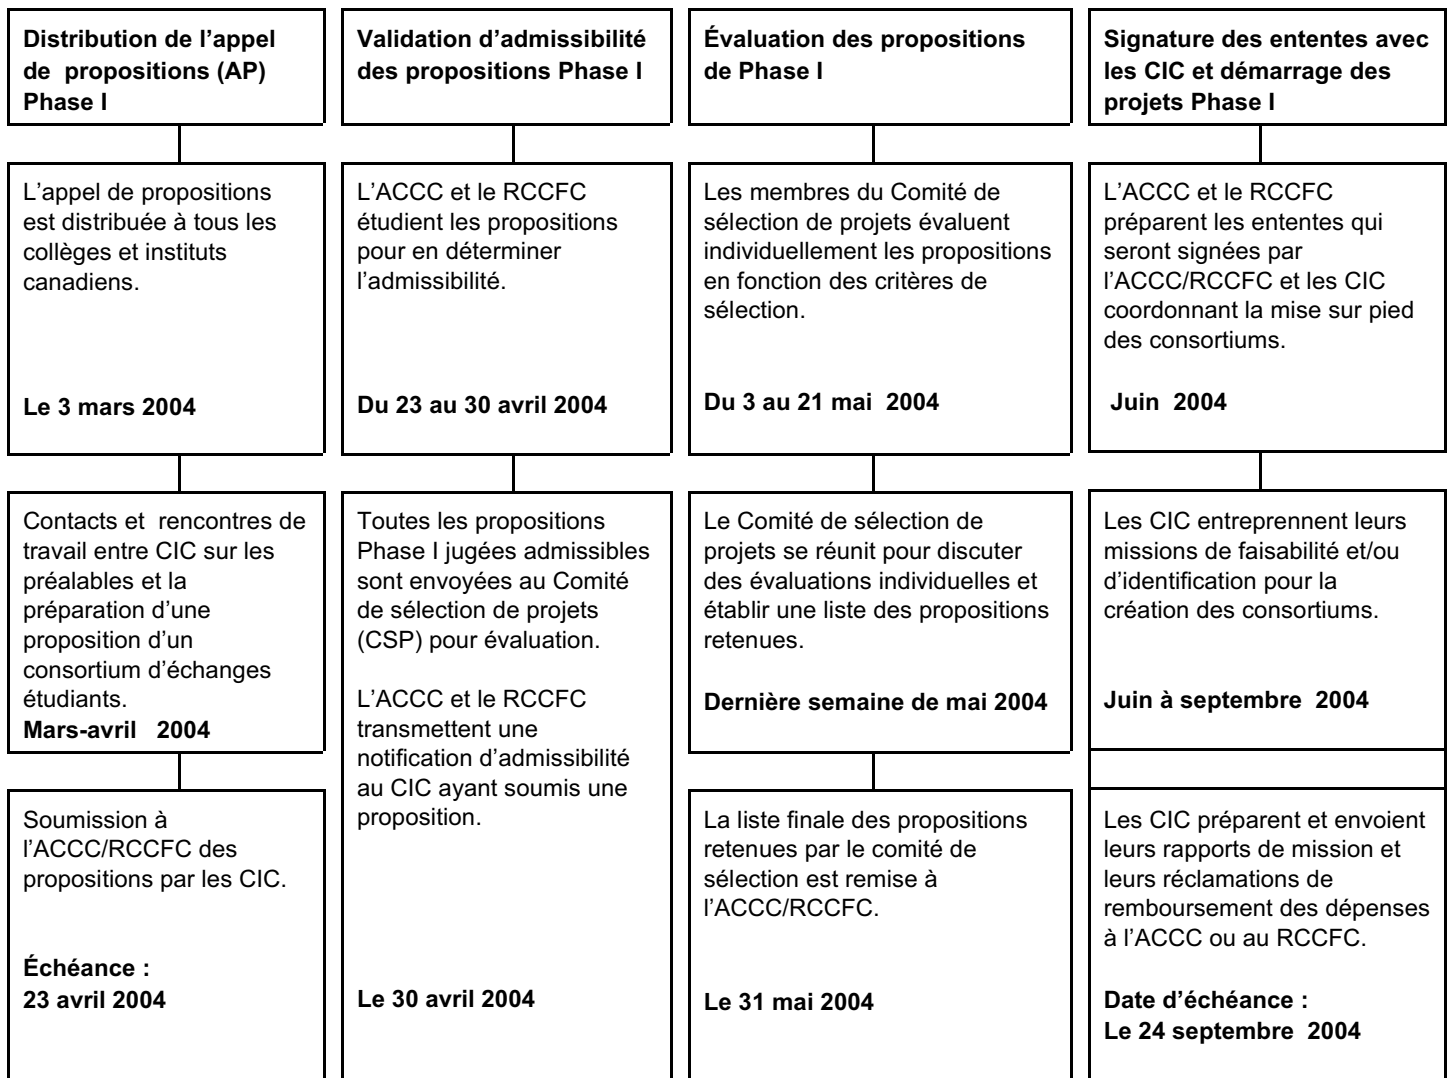 Distribution de l’appel
de propositions (AP)
Phase I
L’appel de propositions
est distribuée à tous les
collèges et instituts
canadiens.
Le 3 mars 2004
Contacts et rencontres de
travail entre CIC sur les
préalables et la
préparation d’une
proposition d’un
consortium d’échanges
étudiants.
Mars-avril 2004
Soumission à
l’ACCC/RCCFC des
propositions par les CIC.
Échéance :
23 avril 2004
Validation d’admissibilité
des propositions Phase I
L’ACCC et le RCCFC
étudient les propositions
pour en déterminer
l’admissibilité.
Du 23 au 30 avril 2004
Toutes les propositions
Phase I jugées admissibles
sont envoyées au Comité
de sélection de projets
(CSP) pour évaluation.
L’ACCC et le RCCFC
transmettent une
notification d’admissibilité
au CIC ayant soumis une
proposition.
Le 30 avril 2004
Évaluation des propositions
de Phase I
Les membres du Comité de
sélection de projets évaluent
individuellement les propositions
en fonction des critères de
sélection.
Du 3 au 21 mai 2004
Le Comité de sélection de
projets se réunit pour discuter
des évaluations individuelles et
établir une liste des propositions
retenues.
Dernière semaine de mai 2004
La liste finale des propositions
retenues par le comité de
sélection est remise à
l’ACCC/RCCFC.
Le 31 mai 2004
Signature des ententes avec
les CIC et démarrage des
projets Phase I
L’ACCC et le RCCFC
préparent les ententes qui
seront signées par
l’ACCC/RCCFC et les CIC
coordonnant la mise sur pied
des consortiums.
Juin 2004
Les CIC entreprennent leurs
missions de faisabilité et/ou
d’identification pour la
création des consortiums.
Juin à septembre 2004
Les CIC préparent et envoient
leurs rapports de mission et
leurs réclamations de
remboursement des dépenses
à l’ACCC ou au RCCFC.
Date d’échéance :
Le 24 septembre 2004